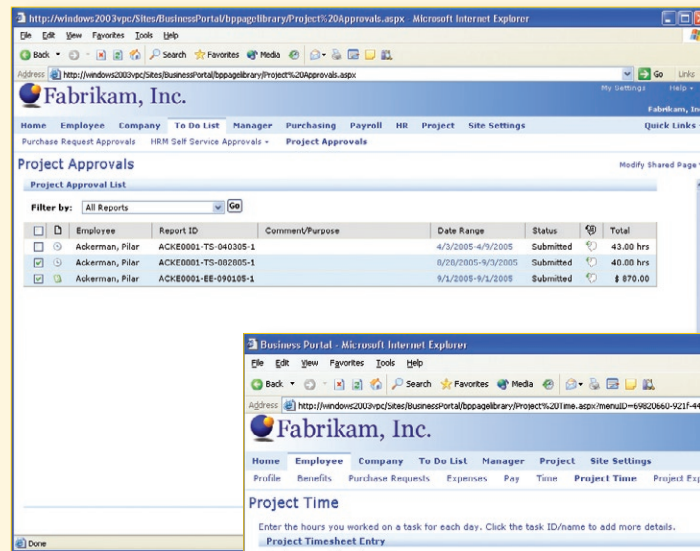 http://windows2003vpc/Sites/BusinessPortal/bppagelibrary/Project%20Approvals.aspx - Microsoft Internet Explorer
File Edit View Favorites Tools Help
Back Search Favorites Media
Address http://windows2003vpc/Sites/BusinessPortal/bppagelibrary/Project%20Approvals.aspx Go Links
My Settings Help
Fabrikam, Inc.
Fabrikam, Inc.
Home Employee Company To Do List Manager Purchasing Payroll HR Project Site Settings Quick Links
Purchase Request Approvals HRM Self Service Approvals Project Approvals
Project Approvals Modify Shared Page
Project Approval List
Filter by: All Reports Go
Employee Report ID Comment/Purpose Date Range Status Total
Ackerman, Pilar ACKE0001-TS-040305-1 4/3/2005-4/9/2005 Submitted 43.00 hrs
Ackerman, Pilar ACKE0001-TS-082805-1 8/28/2005-9/3/2005 Submitted 40.00 hrs
Ackerman, Pilar ACKE0001-EE-090105-1 9/1/2005-9/1/2005 Submitted $ 870.00
Business Portal - Microsoft Internet Explorer
File Edit View Favorites Tools Help
Back Search Favorites Media
Address http://windows2003vpc/Sites/BusinessPortal/bppagelibrary/Project%20Time.aspx?menuID=69820660-921f-44
Fabrikam, Inc.
Home Employee Company To Do List Manager Project Site Settings
Profile Benefits Purchase Requests Expenses Pay Time Project Time Project Exp
Project Time
Enter the hours you worked on a task for each day. Click the task ID/name to add more details.
Project Timesheet Entry
Done